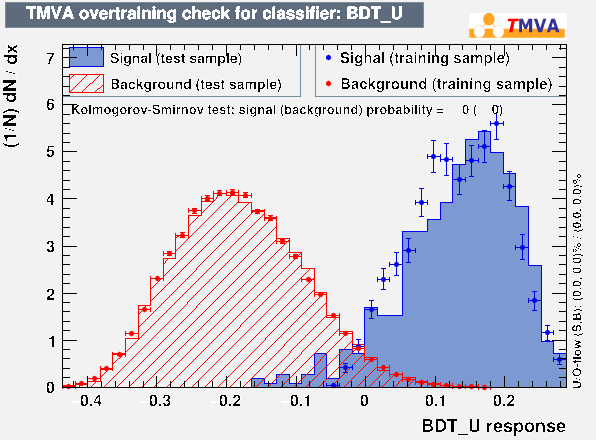 TMVA overtraining check for classifier: BDT_U
TMVA
Signal (test sample)
Background (test sample)
Signal (training sample)
Background (training sample)
Kolmogorov-Smirnov test: signal (background) probability = 0 ( 0)
(1/N) dN / dx
7
6
5
4
3
2
1
0
-0.4 -0.3 -0.2 -0.1 0 0.1 0.2
BDT_U response
U/O-flow (S,B): (0.0, 0.0)% / (0.0, 0.0)%